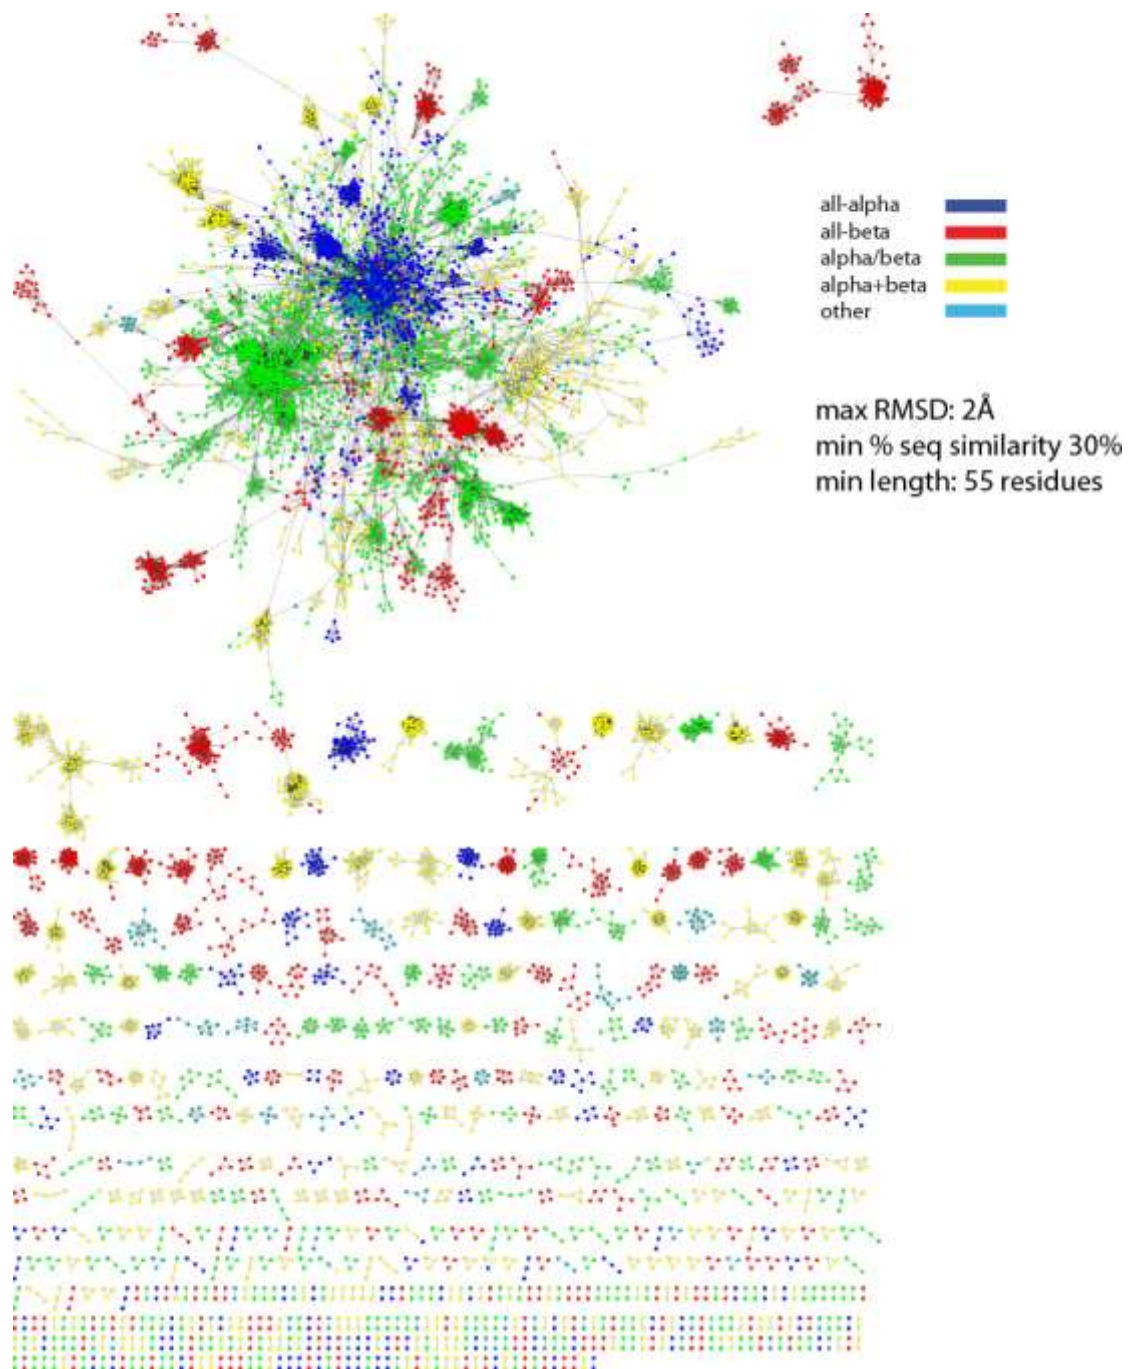 all-alpha
all-beta
alpha/beta
alpha+beta
other
max RMSD: 2Å
min % seq similarity 30%
min length: 55 residues